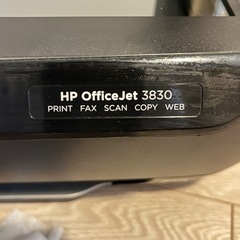 HP OfficeJet 3830
PRINT FAX SCAN COPY WEB